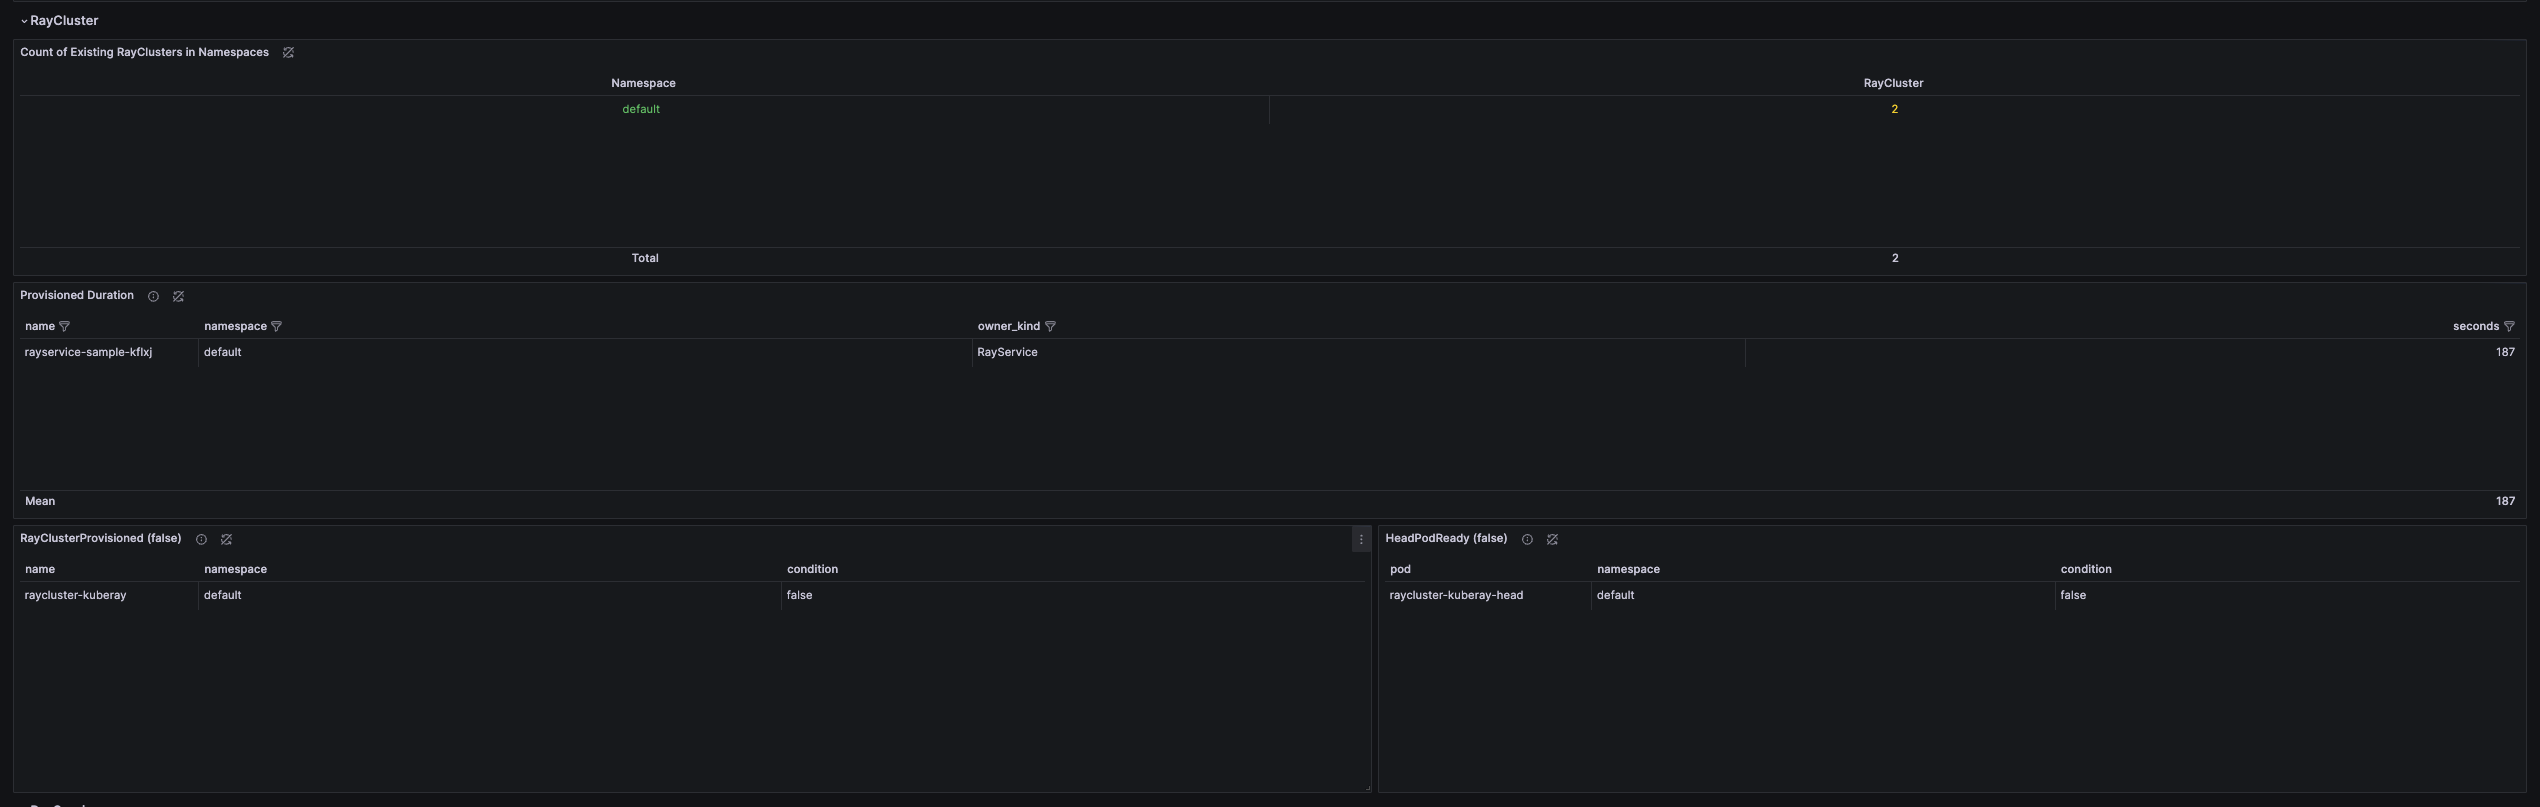 RayCluster
Count of Existing RayClusters in Namespaces
Namespace RayCluster
default 2
Total 2
Provisioned Duration
name namespace owner_kind seconds
rayservice-sample-kflxj default RayService 187
Mean 187
RayClusterProvisioned (false)
name namespace condition
raycluster-kuberay default false
HeadPodReady (false)
pod namespace condition
raycluster-kuberay-head default false